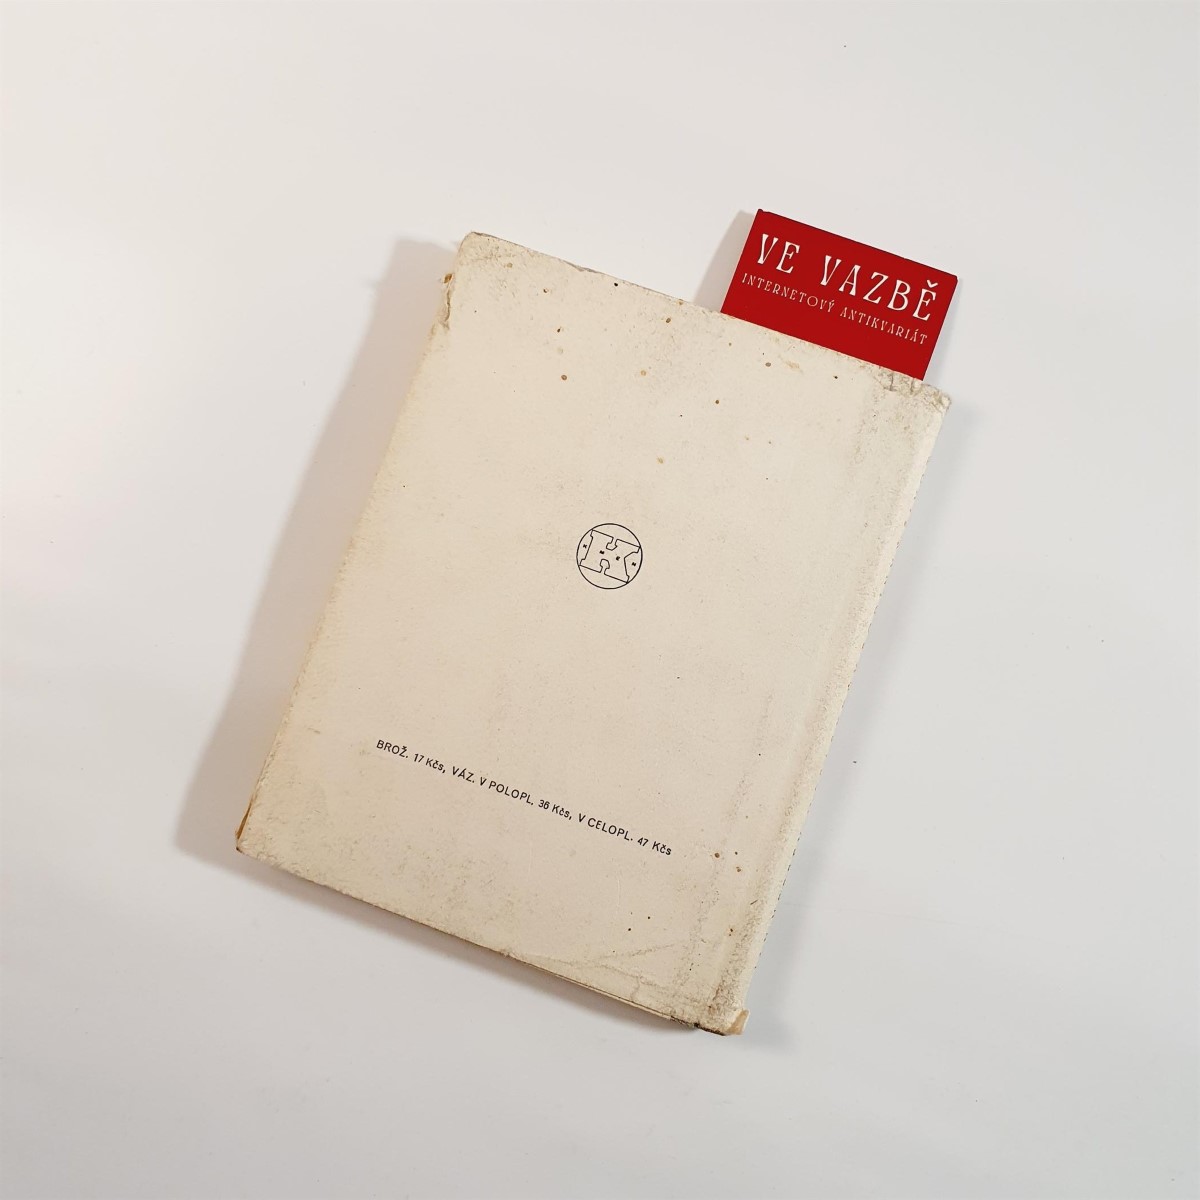 VE VAZBĚ
INTERNETOVÝ ANTIKVARIÁT
K
BROŽ. 17 Kčs, VÁZ. V POLOPL. 36 Kčs, V CELOPL. 47 Kčs